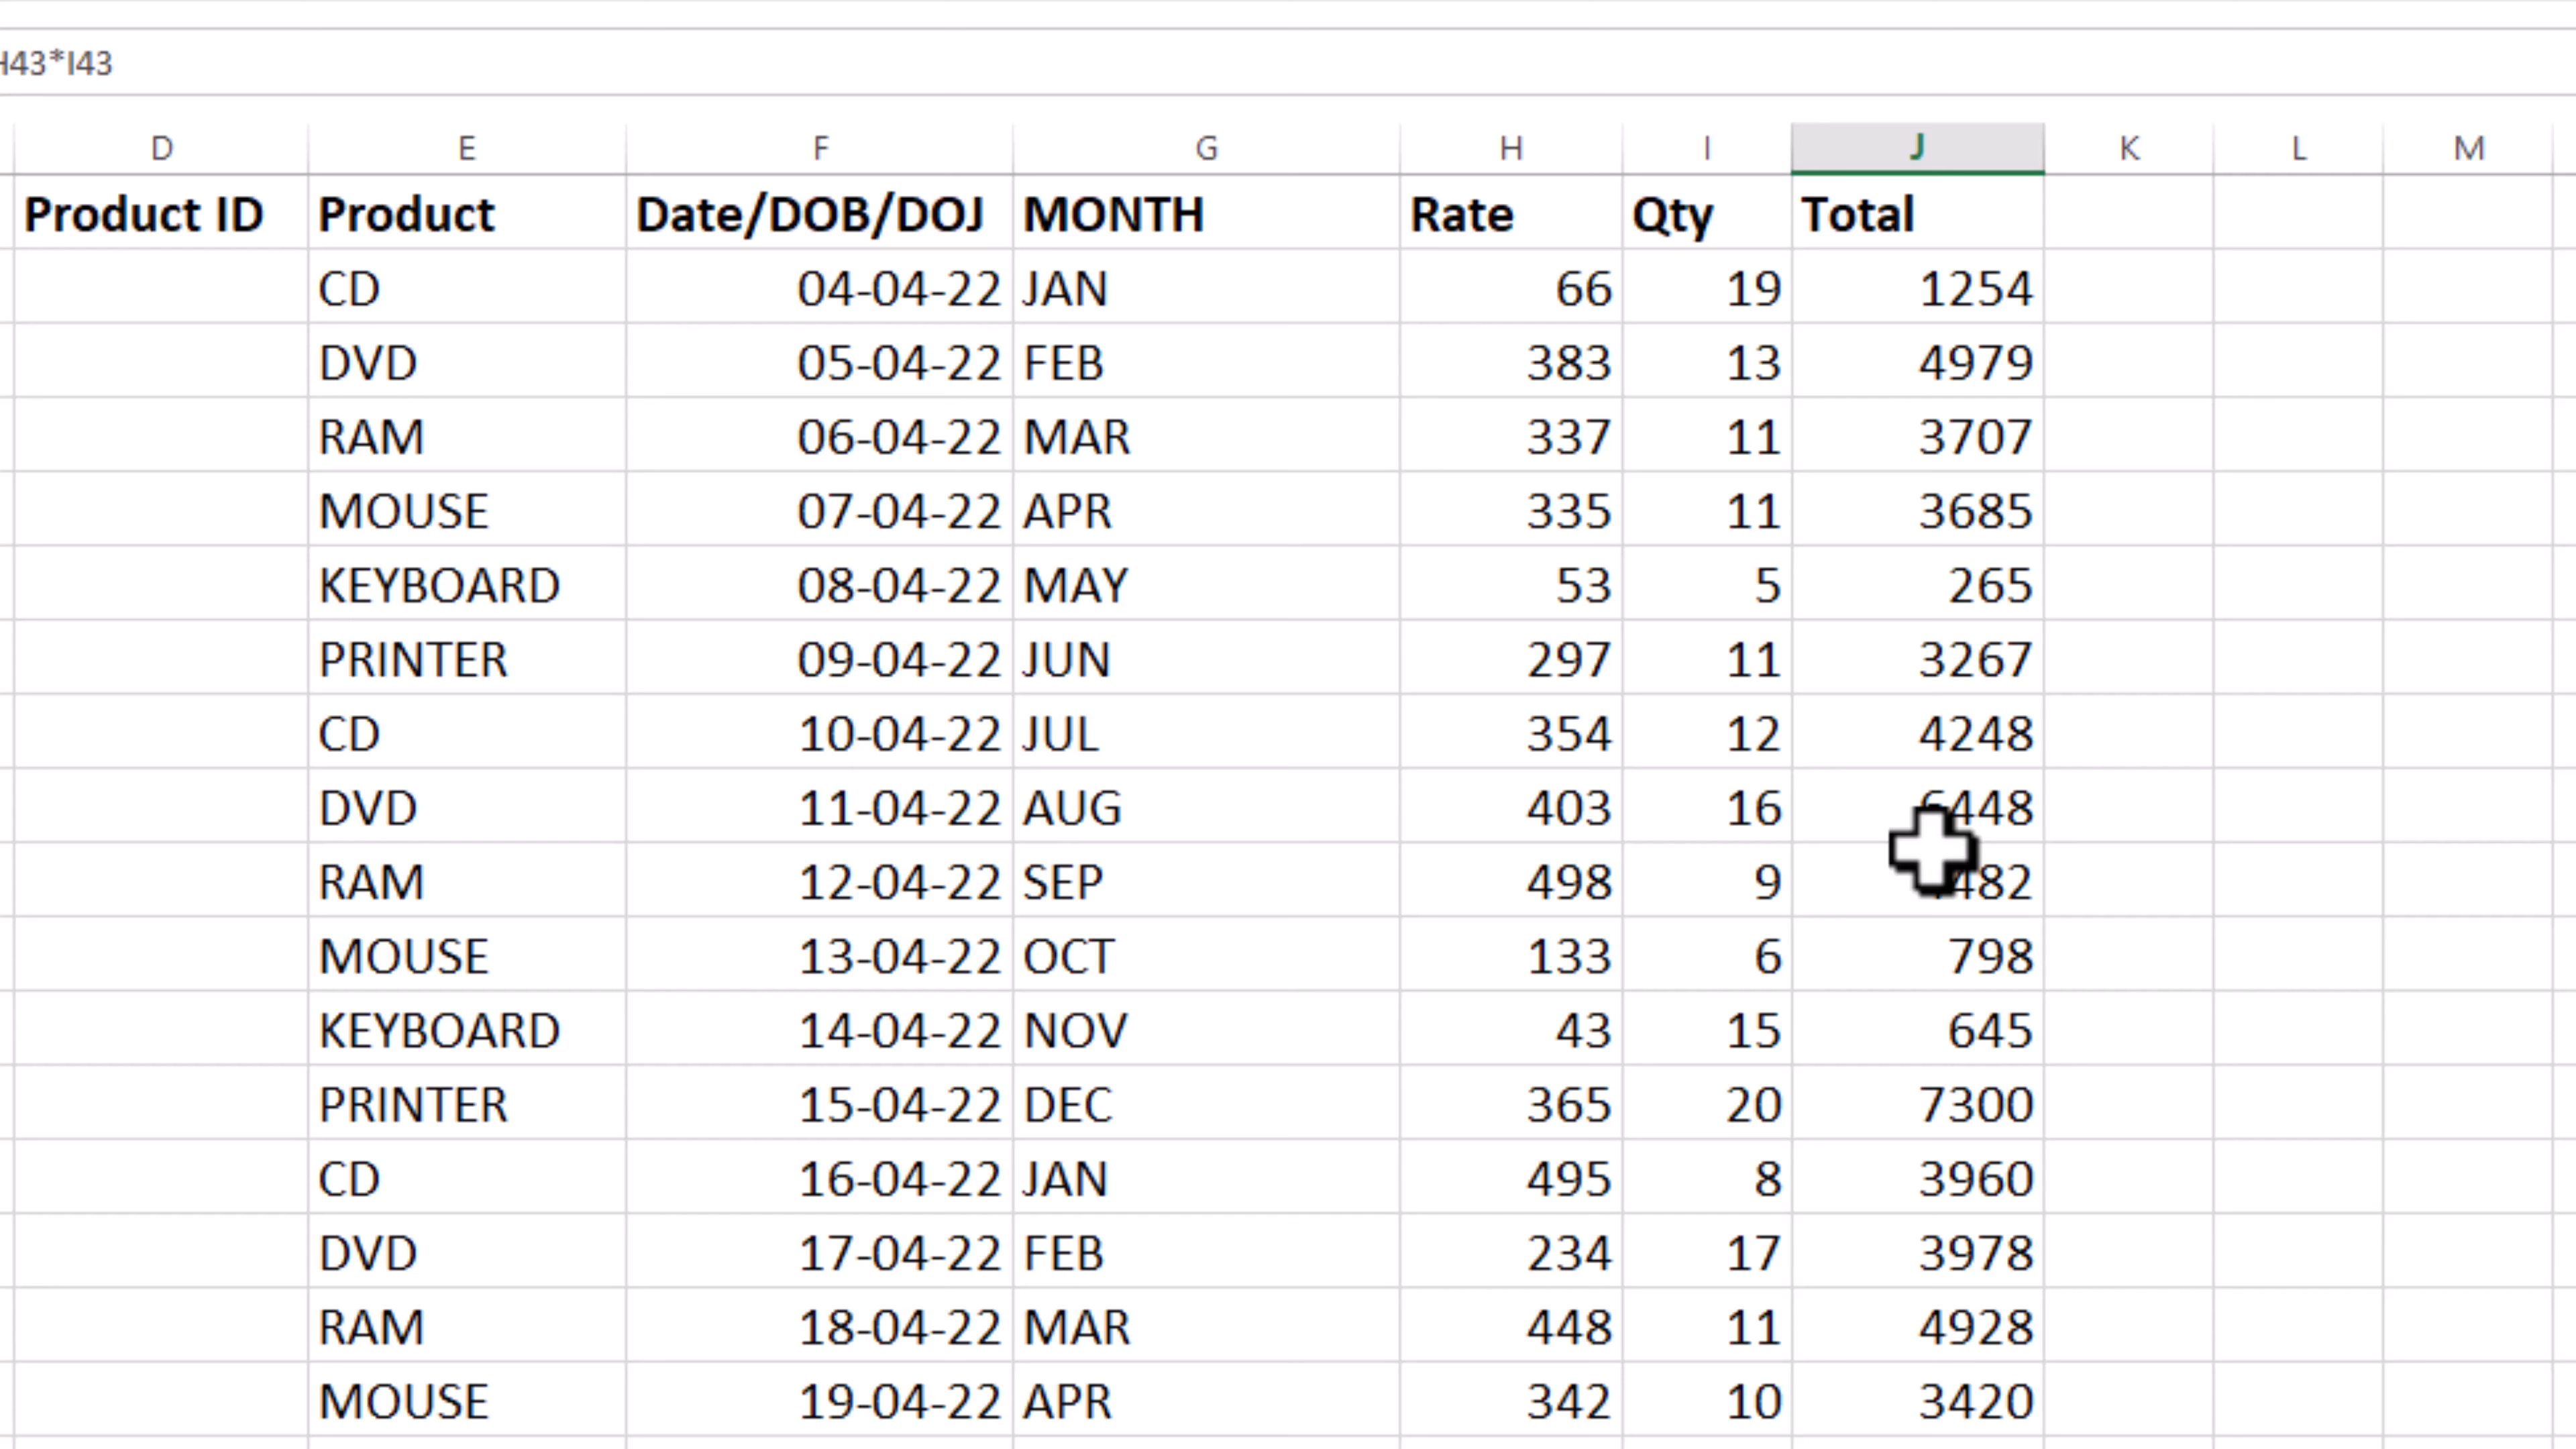 H43*I43
D E F G H I J K L M
Product ID Product Date/DOB/DOJ MONTH Rate Qty Total
CD 04-04-22 JAN 66 19 1254
DVD 05-04-22 FEB 383 13 4979
RAM 06-04-22 MAR 337 11 3707
MOUSE 07-04-22 APR 335 11 3685
KEYBOARD 08-04-22 MAY 53 5 265
PRINTER 09-04-22 JUN 297 11 3267
CD 10-04-22 JUL 354 12 4248
DVD 11-04-22 AUG 403 16 6448
RAM 12-04-22 SEP 498 9
MOUSE 13-04-22 OCT 133 6 798
KEYBOARD 14-04-22 NOV 43 15 645
PRINTER 15-04-22 DEC 365 20 7300
CD 16-04-22 JAN 495 8 3960
DVD 17-04-22 FEB 234 17 3978
RAM 18-04-22 MAR 448 11 4928
MOUSE 19-04-22 APR 342 10 3420